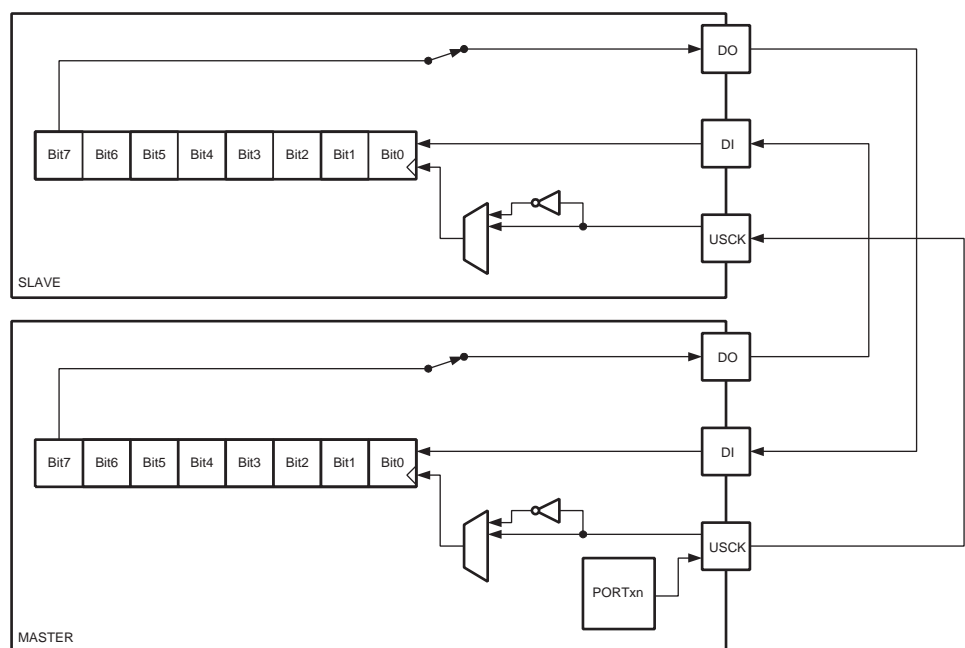 DO
DI
Bit7 Bit6 Bit5 Bit4 Bit3 Bit2 Bit1 Bit0
USCK
SLAVE
DO
DI
Bit7 Bit6 Bit5 Bit4 Bit3 Bit2 Bit1 Bit0
USCK
PORTxn
MASTER